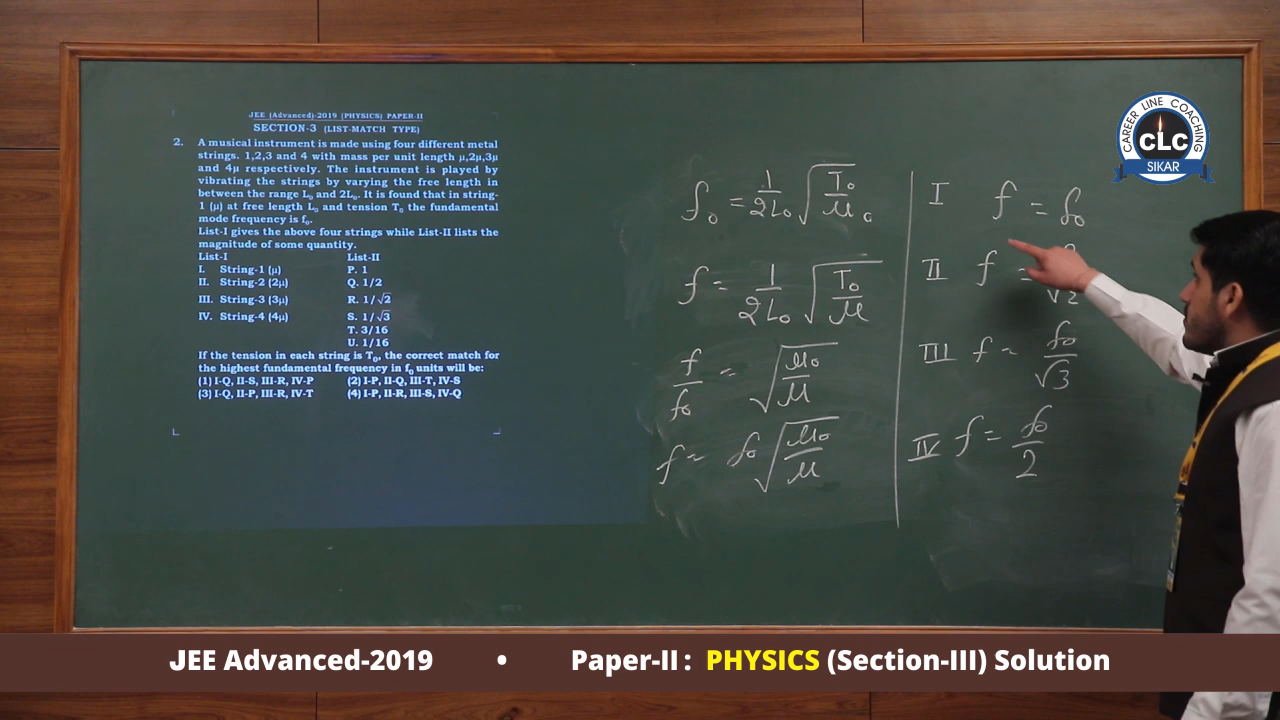 JEE (Advanced)-2019 (PHYSICS) PAPER-II
SECTION-3 (LIST-MATCH TYPE)
2. A musical instrument is made using four different metal
strings. 1,2,3 and 4 with mass per unit length μ,2μ,3μ
and 4μ respectively. The instrument is played by
vibrating the strings by varying the free length in
between the range L₀ and 2L₀. It is found that in string-
1 (μ) at free length L₀ and tension T₀ the fundamental
mode frequency is f₀.
List-I gives the above four strings while List-II lists the
magnitude of some quantity.
List-I List-II
I. String-1 (μ) P. 1
II. String-2 (2μ) Q. 1/2
III. String-3 (3μ) R. 1/√2
IV. String-4 (4μ) S. 1/√3
T. 3/16
U. 1/16
If the tension in each string is T₀, the correct match for
the highest fundamental frequency in f₀ units will be:
(1) I-Q, II-S, III-R, IV-P (2) I-P, II-Q, III-T, IV-S
(3) I-Q, II-P, III-R, IV-T (4) I-P, II-R, III-S, IV-Q
f₀ = 1/2L₀ √(T₀/μ₀)
f = 1/2L₀ √(T₀/μ)
f/f₀ = √(μ₀/μ)
f = f₀ √(μ₀/μ)
I f = f₀
II f = /√2
III f = f₀/√3
IV f = f₀/2
CAREER LINE COACHING
CLC
SIKAR
JEE Advanced-2019 • Paper-II : PHYSICS (Section-III) Solution